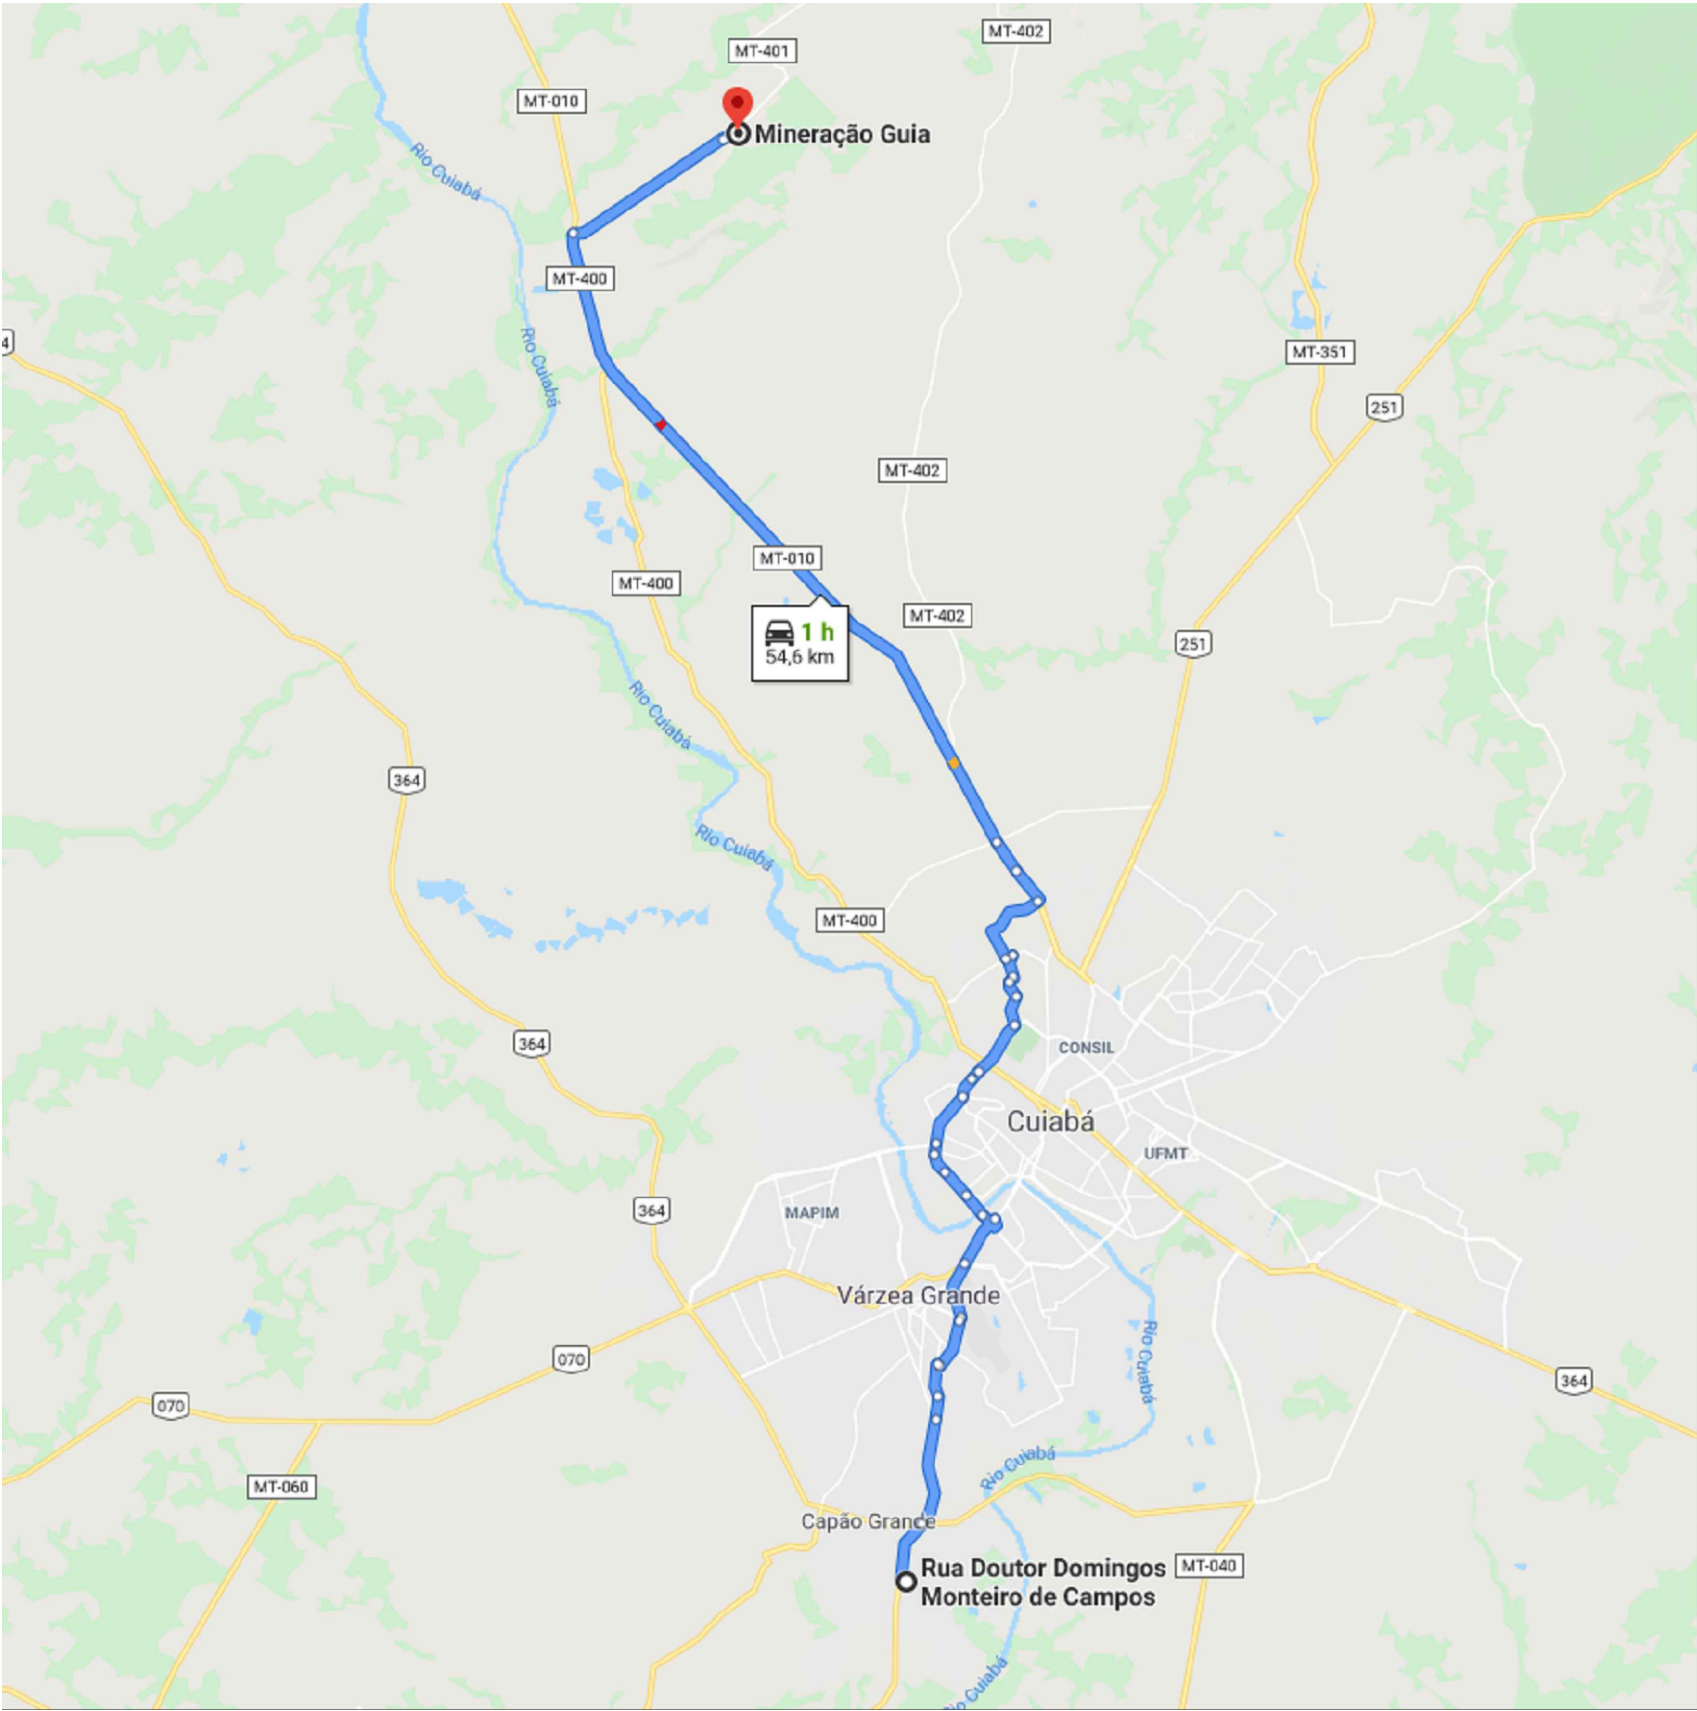 MT-402
MT-401
MT-010
Mineração Guia
Rio Cuiabá
MT-400
4
MT-351
Rio Cuiabá
251
MT-402
MT-010
MT-400
MT-402
1 h
54,6 km
251
Rio Cuiabá
364
Rio Cuiabá
MT-400
364
CONSIL
Cuiabá
UFMT
364
MAPIM
Várzea Grande
Rio Cuiabá
070
364
070
Rio Cuiabá
MT-060
Capão Grande
Rua Doutor Domingos
Monteiro de Campos
MT-040
Rio Cuiabá